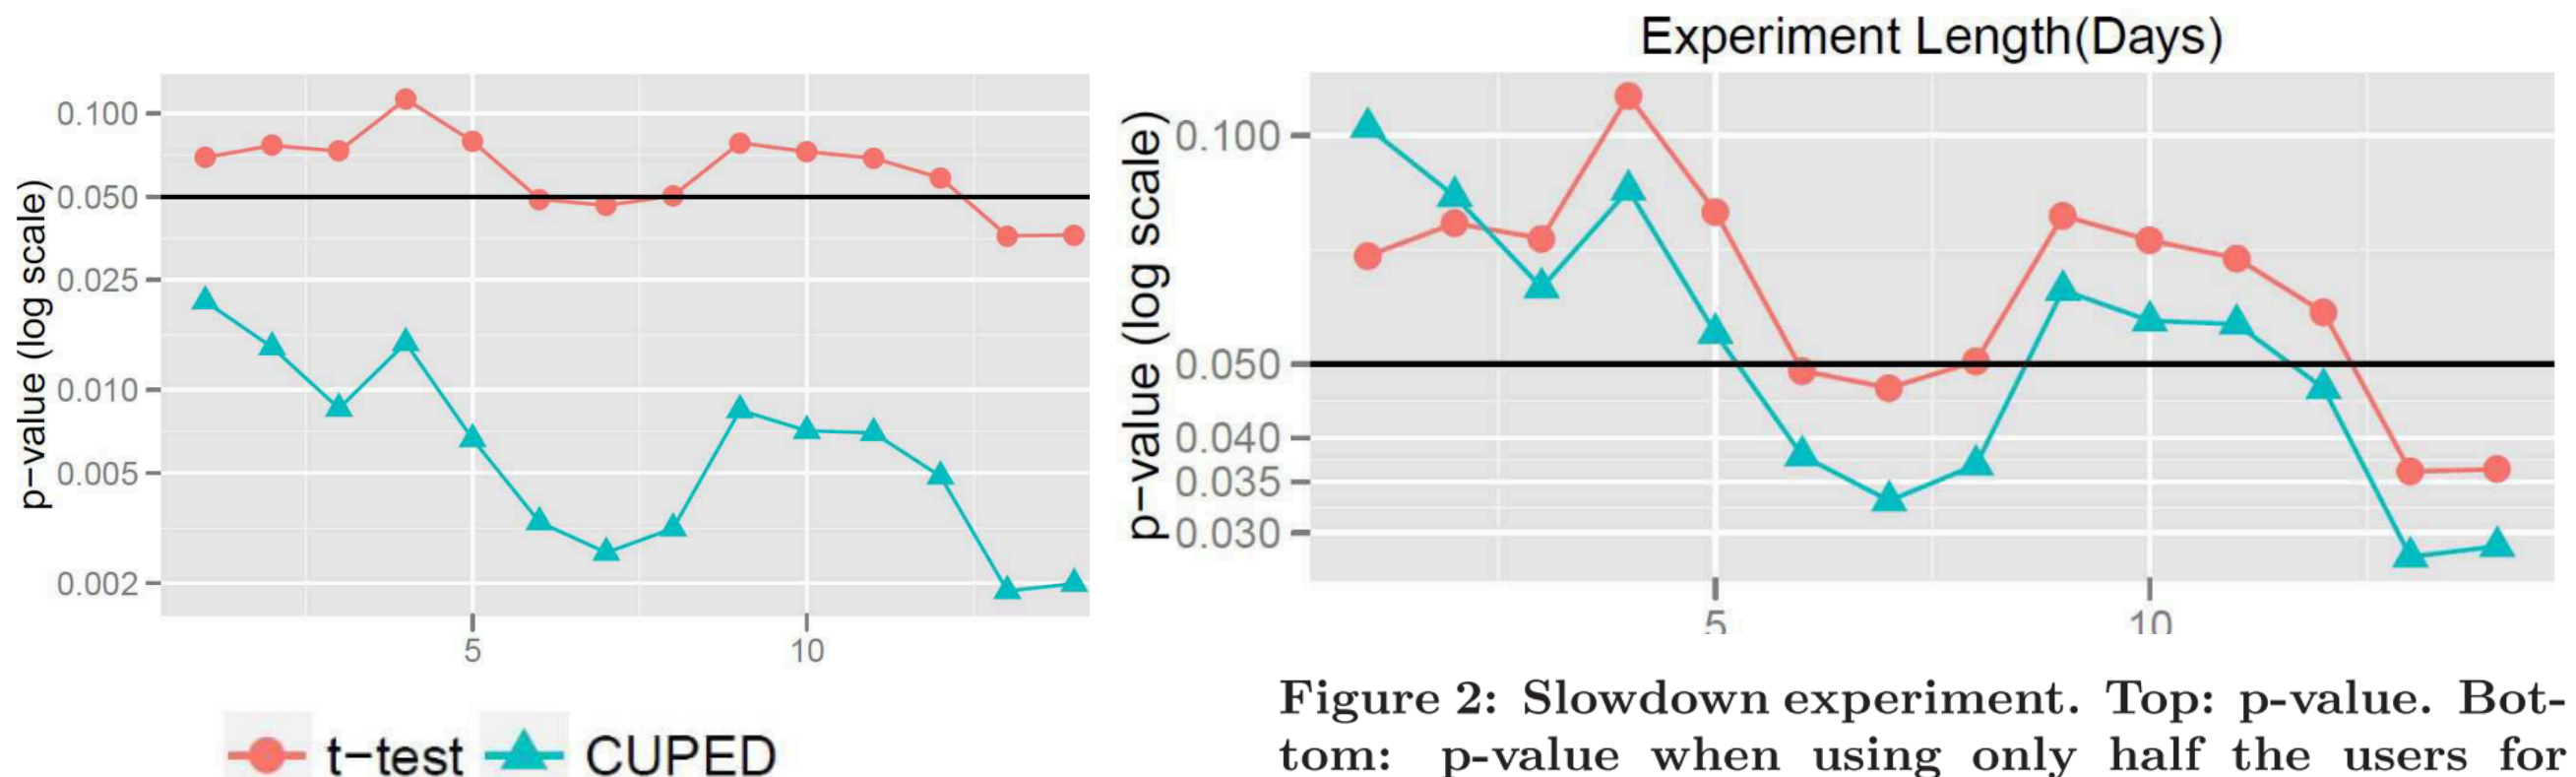 p−value (log scale)
0.100
0.050
0.025
0.010
0.005
0.002
5
10
t−test
CUPED
Experiment Length(Days)
p−value (log scale)
0.100
0.050
0.040
0.035
0.030
5
10
Figure 2: Slowdown experiment. Top: p-value. Bot-
tom: p-value when using only half the users for